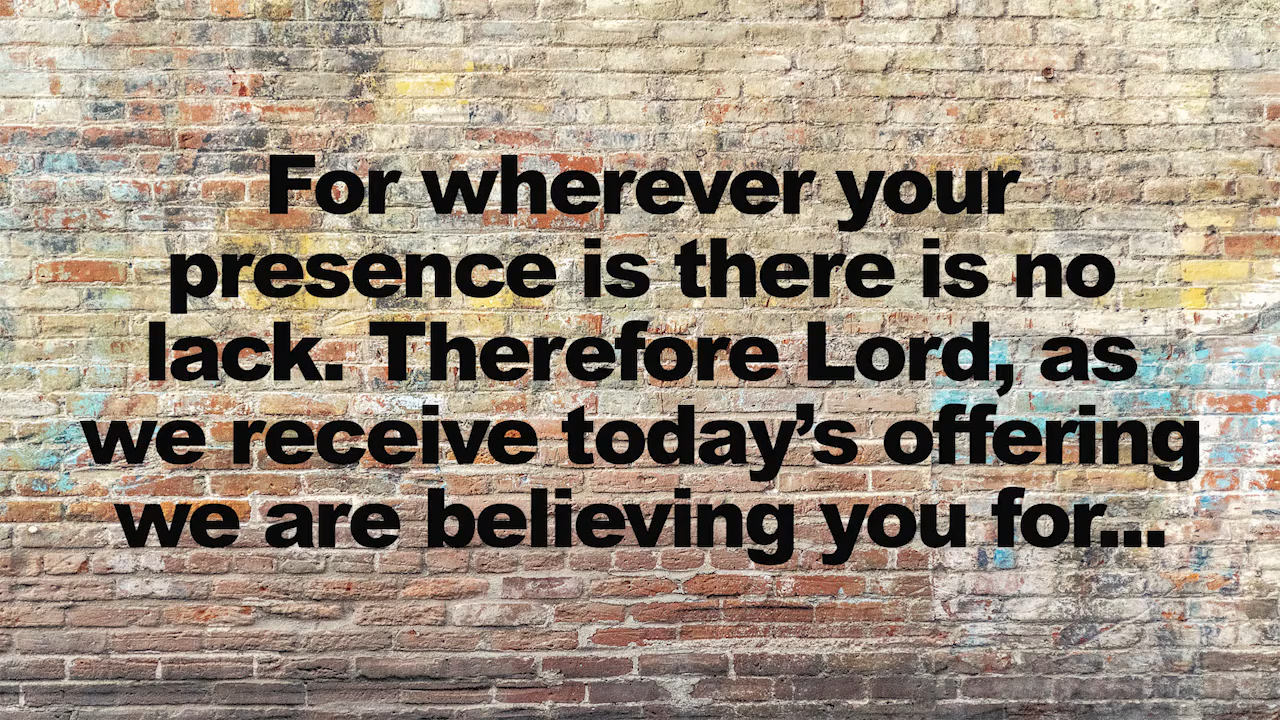 For wherever your
presence is there is no
lack. Therefore Lord, as
we receive today’s offering
we are believing you for...